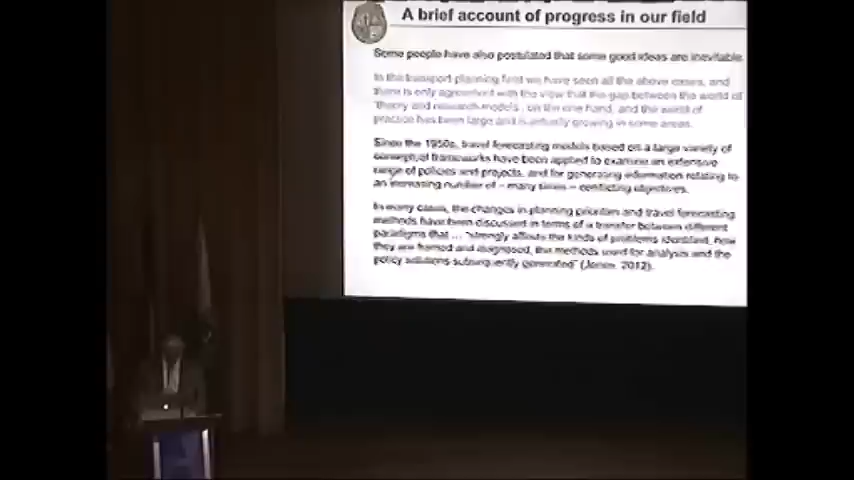 A brief account of progress in our field
Some people have also postulated that some good ideas are inevitable.
In the transport planning field we have seen all the above cases, and
there is only agreement with the view that the gap between the world of
"theory and research models", on the one hand, and the world of
practice has been large and is actually growing in some areas.
Since the 1950s, travel forecasting models based on a large variety of
conceptual frameworks have been applied to examine an extensive
range of policies and projects, and for generating information relating to
an increasing number of – many times – conflicting objectives.
In many cases, the changes in planning priorities and travel forecasting
methods have been discussed in terms of a transfer between different
paradigms that ... "strongly affects the kinds of problems identified, how
they are framed and diagnosed, the methods used for analysis and the
policy solutions subsequently generated" (Jones, 2012).